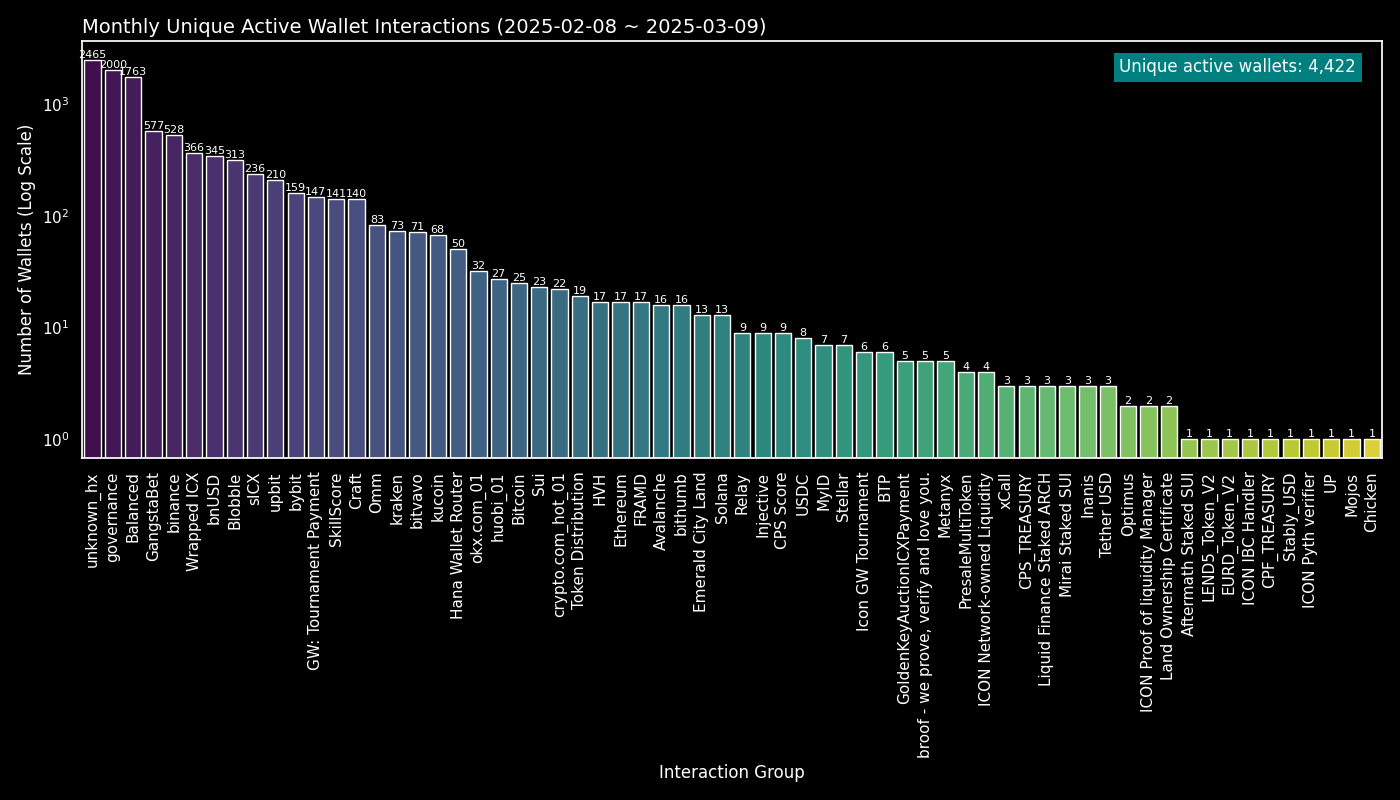 Monthly Unique Active Wallet Interactions (2025-02-08 ~ 2025-03-09)
Unique active wallets: 4,422
Number of Wallets (Log Scale)
10³
10²
10¹
10⁰
2465 2000 1763 577 528 366 345 313 236 210 159 147 141 140 83 73 71 68 50 32 27 25 23 22 19 17 17 17 16 16 13 13 9 9 9 8 7 7 6 6 5 5 5 4 4 3 3 3 3 3 3 2 2 2 1 1 1 1 1 1 1 1 1 1
unknown_hx
governance
Balanced
GangstaBet
binance
Wrapped ICX
bnUSD
Blobble
sICX
upbit
bybit
GW: Tournament Payment
SkillScore
Craft
Omm
kraken
bitvavo
kucoin
Hana Wallet Router
okx.com_01
huobi_01
Bitcoin
Sui
crypto.com_hot_01
Token Distribution
HVH
Ethereum
FRAMD
Avalanche
bithumb
Emerald City Land
Solana
Relay
Injective
CPS Score
USDC
MyID
Stellar
Icon GW Tournament
BTP
GoldenKeyAuctionICXPayment
broof - we prove, verify and love you.
Metanyx
PresaleMultiToken
ICON Network-owned Liquidity
xCall
CPS_TREASURY
Liquid Finance Staked ARCH
Mirai Staked SUI
Inanis
Tether USD
Optimus
ICON Proof of liquidity Manager
Land Ownership Certificate
Aftermath Staked SUI
LEND5_Token_V2
EURD_Token_V2
ICON IBC Handler
CPF_TREASURY
Stably_USD
ICON Pyth verifier
UP
Mojos
Chicken
Interaction Group